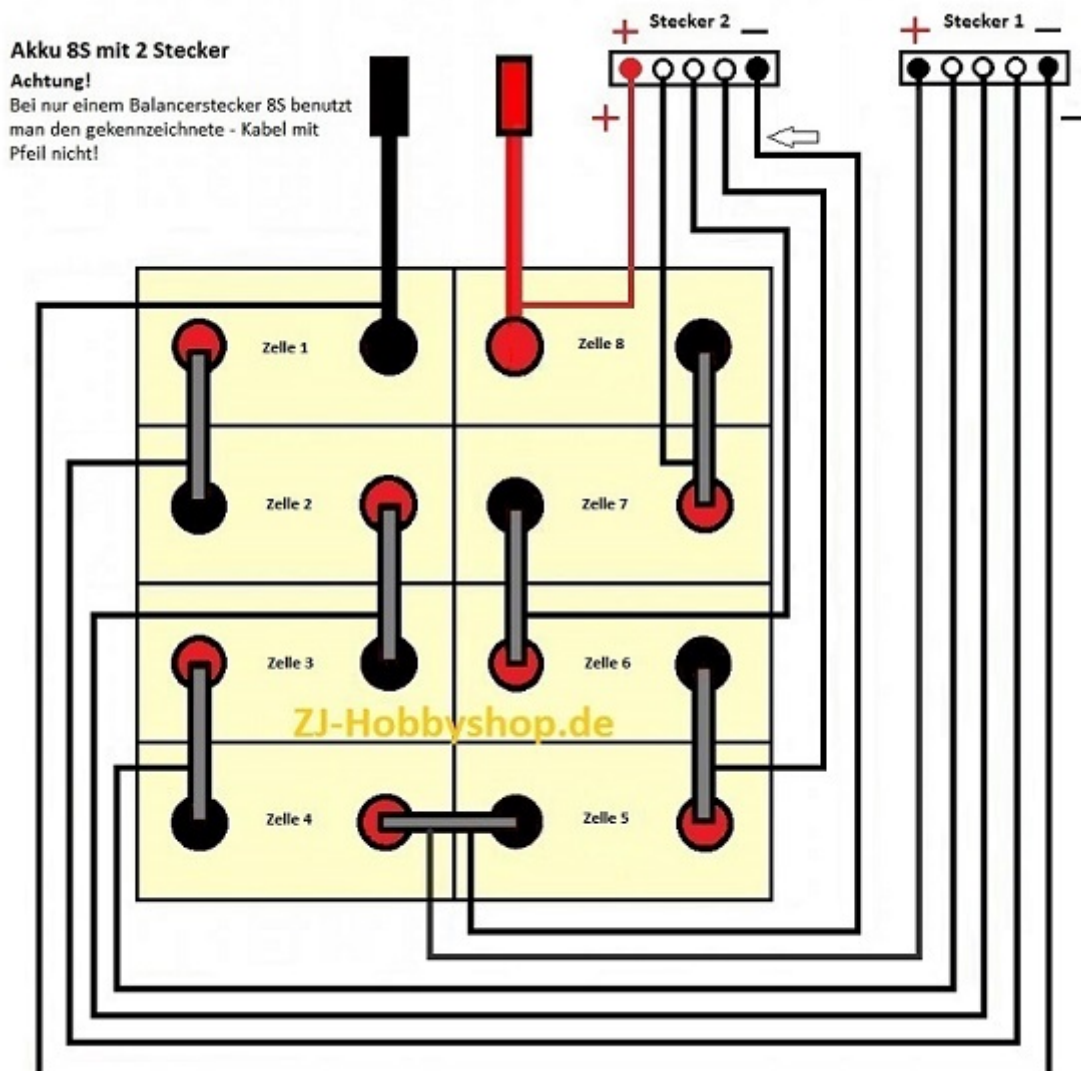 Akku 8S mit 2 Stecker
Achtung!
Bei nur einem Balancerstecker 8S benutzt
man den gekennzeichnete - Kabel mit
Pfeil nicht!
+ Stecker 2 −
+
+ Stecker 1 −
−
Zelle 1
Zelle 8
Zelle 2
Zelle 7
Zelle 3
Zelle 6
ZJ-Hobbyshop.de
Zelle 4
Zelle 5